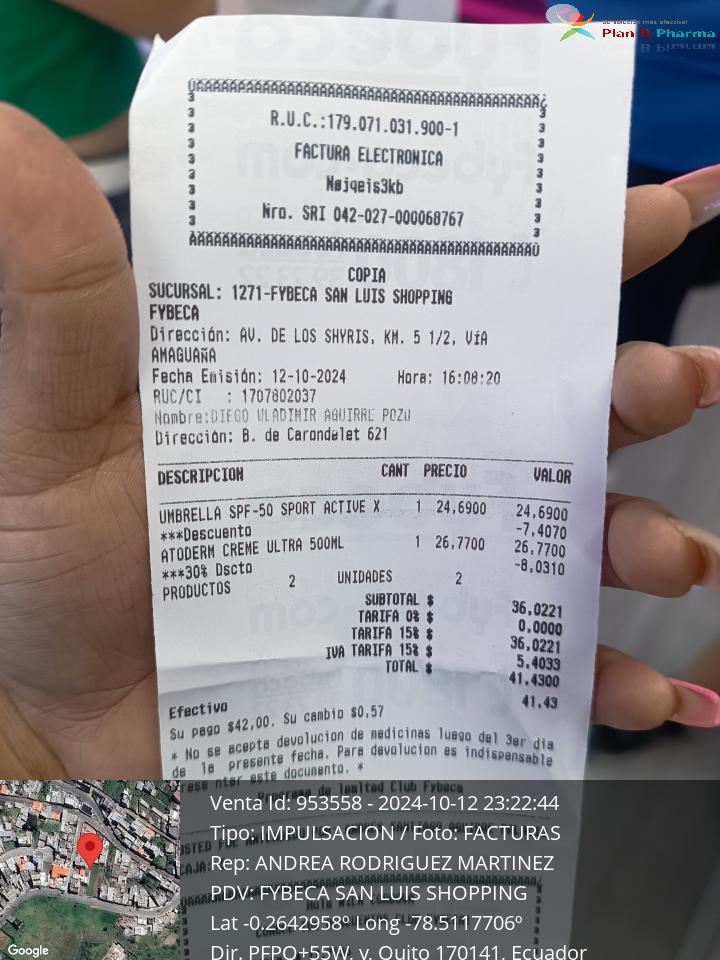 Plan B Pharma
R.U.C.:179.071.031.900-1
FACTURA ELECTRONICA
Nøjqeis3kb
Nro. SRI 042-027-000068767
COPIA
SUCURSAL: 1271-FYBECA SAN LUIS SHOPPING
FYBECA
Dirección: AV. DE LOS SHYRIS, KM. 5 1/2, VíA
AMAGUAñA
Fecha Emisión: 12-10-2024 Hora: 16:08:20
RUC/CI : 1707802037
Nombre:DIEGO WLADIMIR AGUIRRE POZO
Dirección: B. de Carondelet 621
DESCRIPCION CANT PRECIO VALOR
UMBRELLA SPF-50 SPORT ACTIVE X 1 24,6900 24,6900
***Descuento -7,4070
ATODERM CREME ULTRA 500ML 1 26,7700 26,7700
***30% Dscto -8,0310
PRODUCTOS 2 UNIDADES 2
SUBTOTAL $ 36,0221
TARIFA 0% $ 0,0000
TARIFA 15% $ 36,0221
IVA TARIFA 15% $ 5,4033
TOTAL $ 41.4300
Efectivo 41.43
Su pago $42,00. Su cambio $0,57
* No se acepta devolucion de medicinas luego del 3er dia
de la presente fecha. Para devolucion es indispensable
prese ntar este documento. *
Programa de lealtad Club Fybeca
Venta Id: 953558 - 2024-10-12 23:22:44
Tipo: IMPULSACION / Foto: FACTURAS
Rep: ANDREA RODRIGUEZ MARTINEZ
PDV: FYBECA SAN LUIS SHOPPING
Lat -0.2642958º Long -78.5117706º
Dir. PFPQ+55W, v, Quito 170141, Ecuador
Google